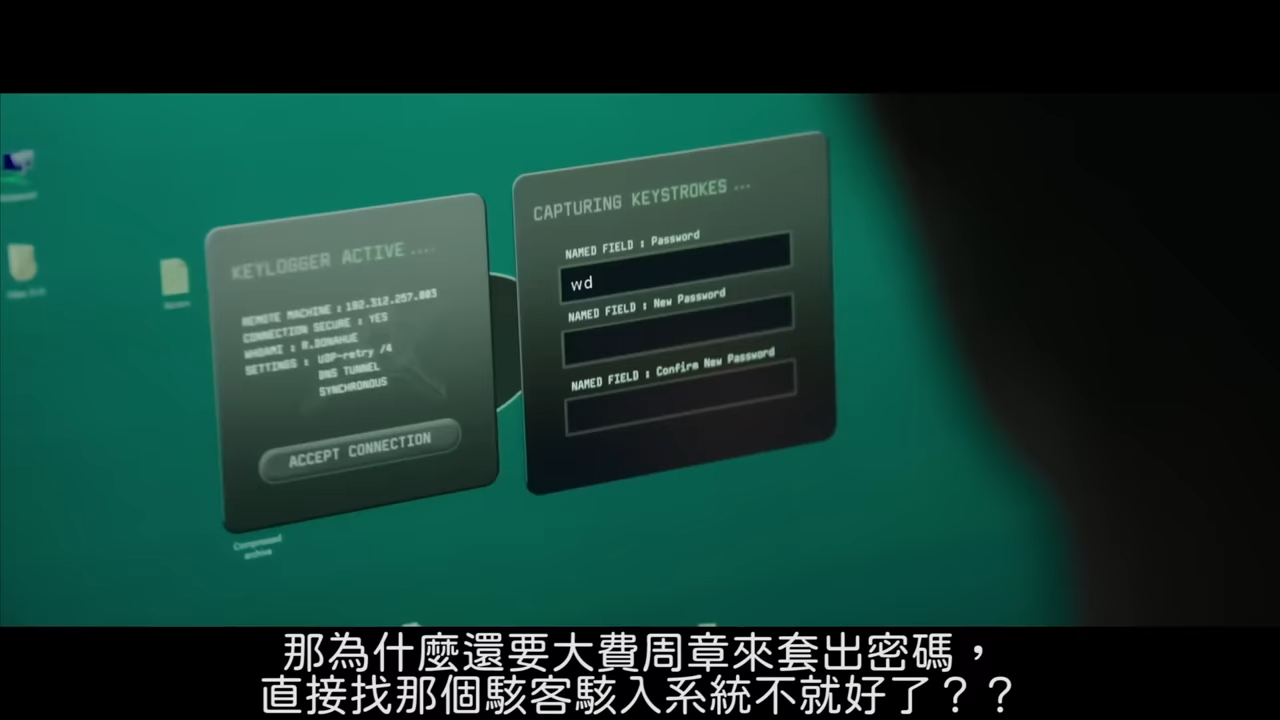 KEYLOGGER ACTIVE ....
REMOTE MACHINE : 192.312.257.803
CONNECTION SECURE : YES
WHOAMI : R.DONAHUE
SETTINGS : UDP-retry /4
DNS TUNNEL
SYNCHRONOUS
ACCEPT CONNECTION
CAPTURING KEYSTROKES ...
NAMED FIELD : Password
wd
NAMED FIELD : New Password
NAMED FIELD : Confirm New Password
Compressed
archive
那為什麼還要大費周章來套出密碼，
直接找那個駭客駭入系統不就好了？？